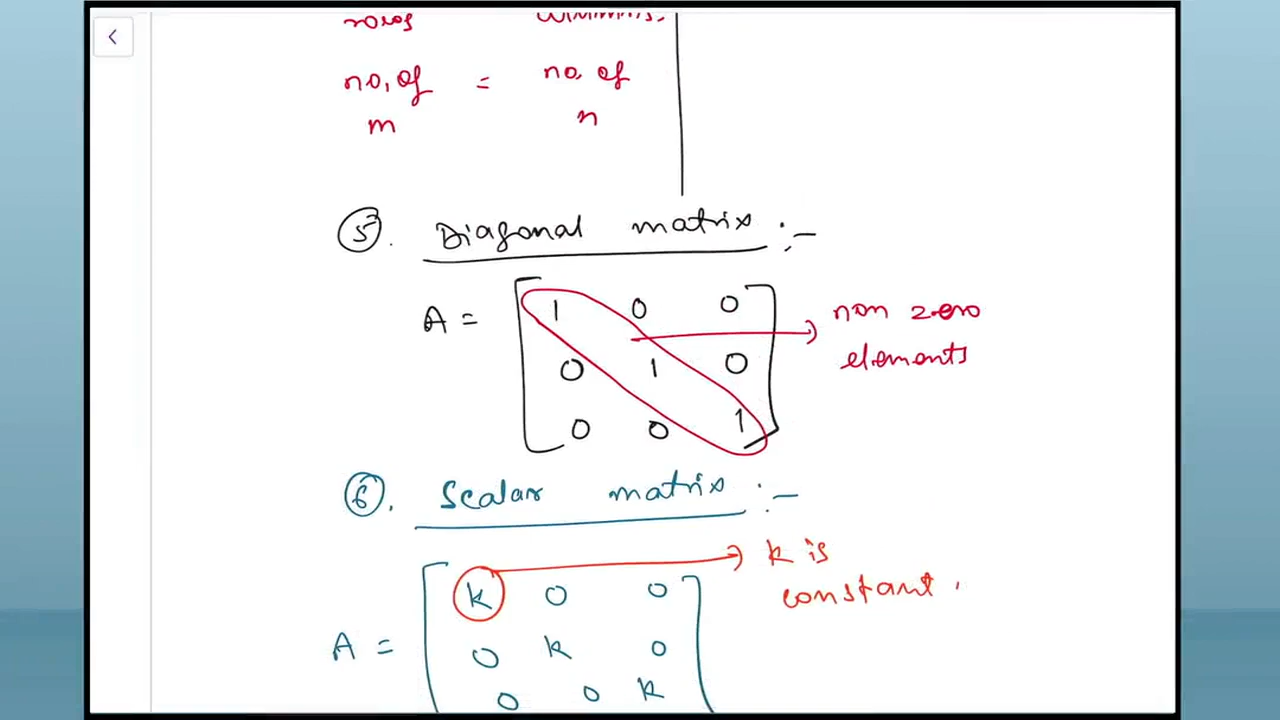 rows
no, of = no. of
m n
5. Diagonal matrix :-
A = [ 1 0 0
0 1 0
0 0 1 ]
non zero
elements
6. Scalar matrix :-
k is
constant.
A = [ k 0 0
0 k 0
0 0 k ]